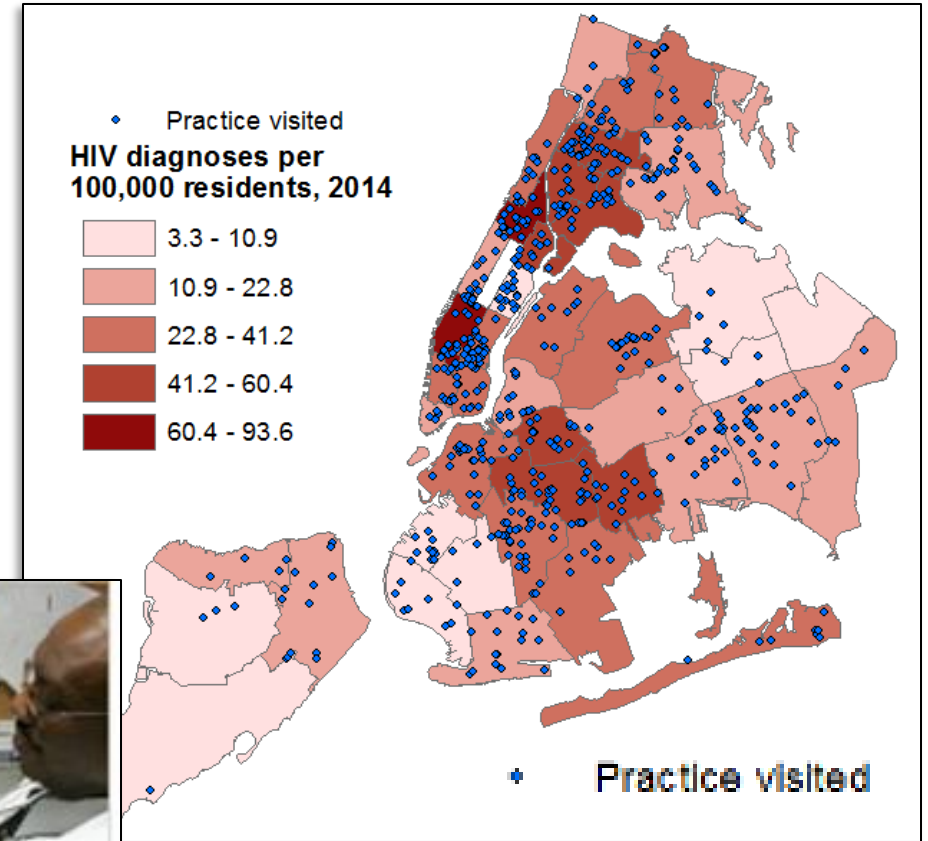 Practice visited
HIV diagnoses per
100,000 residents, 2014
3.3 - 10.9
10.9 - 22.8
22.8 - 41.2
41.2 - 60.4
60.4 - 93.6
Practice visited